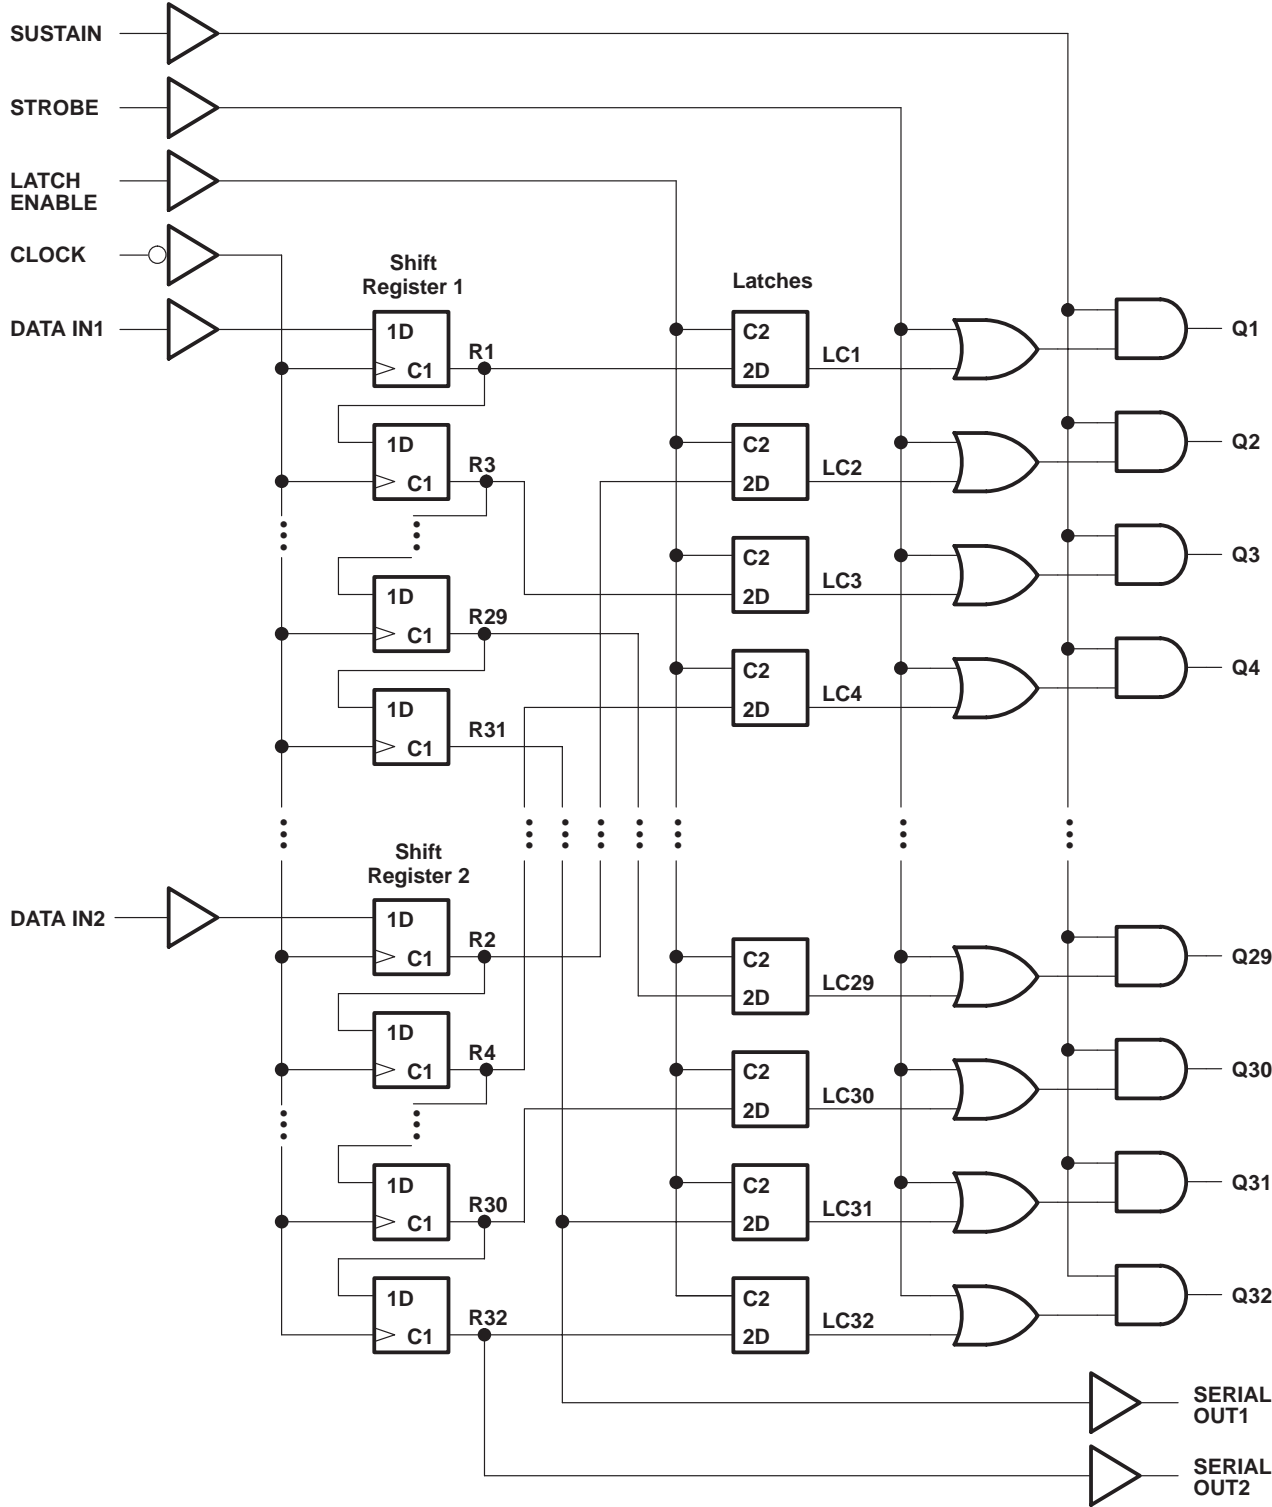 SUSTAIN
STROBE
LATCH
ENABLE
CLOCK
DATA IN1
Shift
Register 1
Latches
1D
C1
R1
C2
2D
LC1
Q1
1D
C1
R3
C2
2D
LC2
Q2
C2
2D
LC3
Q3
1D
C1
R29
C2
2D
LC4
Q4
1D
C1
R31
Shift
Register 2
DATA IN2
1D
C1
R2
C2
2D
LC29
Q29
1D
C1
R4
C2
2D
LC30
Q30
1D
C1
R30
C2
2D
LC31
Q31
1D
C1
R32
C2
2D
LC32
Q32
SERIAL
OUT1
SERIAL
OUT2